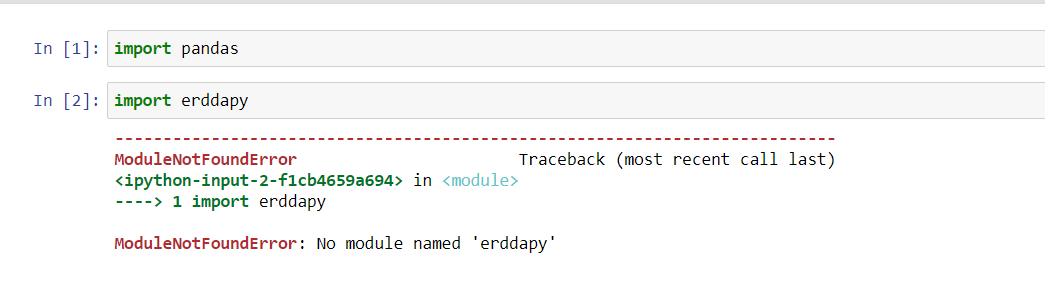 In [1]: import pandas
In [2]: import erddapy
---------------------------------------------------------------------------
ModuleNotFoundError                       Traceback (most recent call last)
<ipython-input-2-f1cb4659a694> in <module>
----> 1 import erddapy
ModuleNotFoundError: No module named 'erddapy'